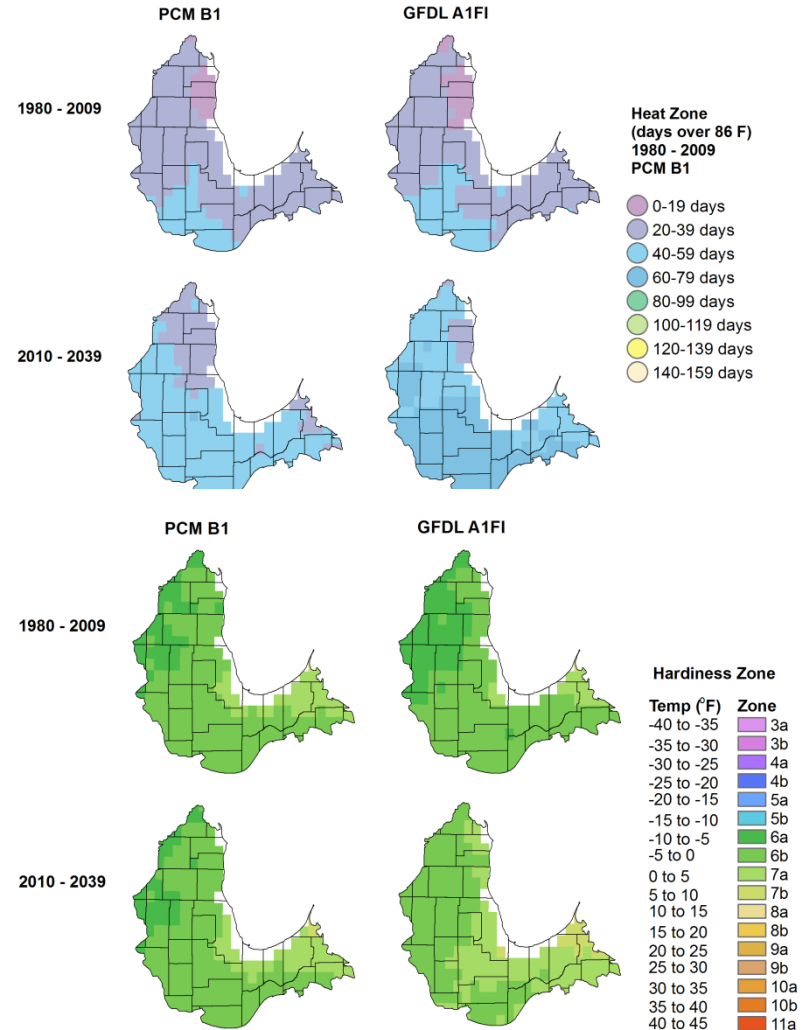 PCM B1
GFDL A1FI
1980 - 2009
Heat Zone
(days over 86 F)
1980 - 2009
PCM B1
0-19 days
20-39 days
40-59 days
60-79 days
80-99 days
100-119 days
120-139 days
140-159 days
2010 - 2039
PCM B1
GFDL A1FI
1980 - 2009
Hardiness Zone
Temp (°F) Zone
-40 to -35 3a
-35 to -30 3b
-30 to -25 4a
-25 to -20 4b
-20 to -15 5a
-15 to -10 5b
-10 to -5 6a
-5 to 0 6b
0 to 5 7a
5 to 10 7b
10 to 15 8a
15 to 20 8b
20 to 25 9a
25 to 30 9b
30 to 35 10a
35 to 40 10b
40 to 45 11a
2010 - 2039